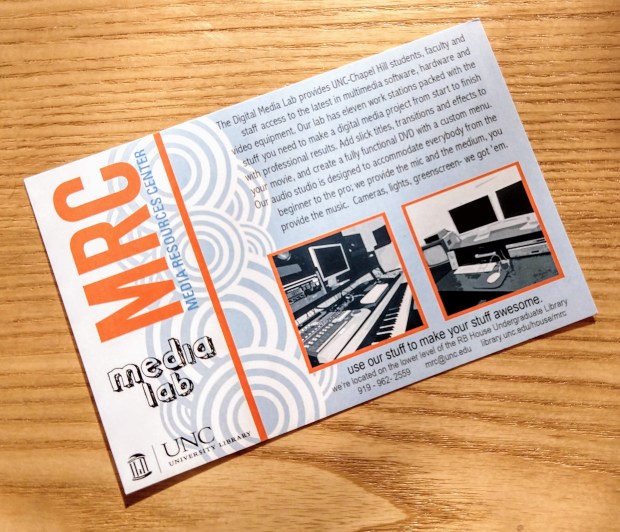 MRC
MEDIA RESOURCES CENTER
media
lab
UNC
UNIVERSITY LIBRARY
The Digital Media Lab provides UNC-Chapel Hill students, faculty and
staff access to the latest in multimedia software, hardware and
video equipment. Our lab has eleven work stations packed with the
stuff you need to make a digital media project from start to finish
with professional results. Add slick titles, transitions and effects to
your movie, and create a fully functional DVD with a custom menu.
Our audio studio is designed to accommodate everybody from the
beginner to the pro; we provide the mic and the medium, you
provide the music. Cameras, lights, greenscreen- we got 'em.
use our stuff to make your stuff awesome.
we're located on the lower level of the RB House Undergraduate Library
919 - 962- 2559 mrc@unc.edu library.unc.edu/house/mrc